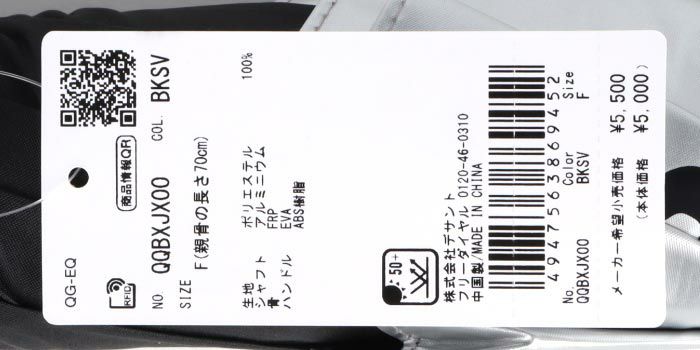 QG-EQ
商品情報QR
RFID
NO. QQBXJX00 COL. BKSV
SIZE F(親骨の長さ70cm)
生地 ポリエステル 100%
シャフト アルミニウム
骨 FRP
ハンドル EVA
ABS樹脂
50+
株式会社デサント
フリーダイヤル 0120-46-0310
中国製/MADE IN CHINA
4947563869452
No. Color Size
QQBXJX00 BKSV F
メーカー希望小売価格 ¥5,500
(本体価格 ¥5,000)